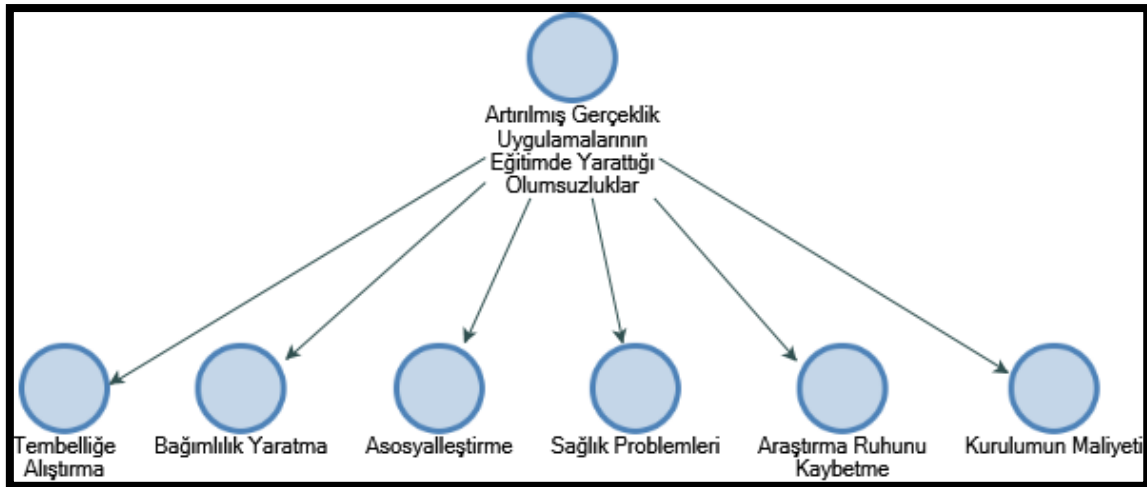 Artırılmış Gerçeklik
Uygulamalarının
Eğitimde Yarattığı
Olumsuzluklar
Tembelliğe
Alıştırma
Bağımlılık Yaratma
Asosyalleştirme
Sağlık Problemleri
Araştırma Ruhunu
Kaybetme
Kurulumun Maliyeti